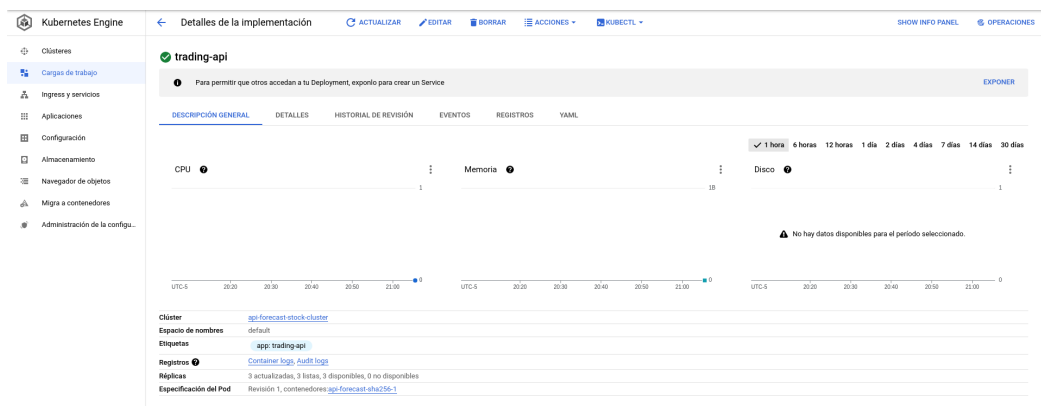 Kubernetes Engine
Detalles de la implementación
ACTUALIZAR
EDITAR
BORRAR
ACCIONES
KUBECTL
SHOW INFO PANEL
OPERACIONES
Clústeres
Cargas de trabajo
Ingress y servicios
Aplicaciones
Configuración
Almacenamiento
Navegador de objetos
Migra a contenedores
Administración de la configu...
trading-api
Para permitir que otros accedan a tu Deployment, exponlo para crear un Service
EXPONER
DESCRIPCIÓN GENERAL
DETALLES
HISTORIAL DE REVISIÓN
EVENTOS
REGISTROS
YAML
1 hora 6 horas 12 horas 1 día 2 días 4 días 7 días 14 días 30 días
CPU
1
0
UTC-5 20:20 20:30 20:40 20:50 21:00
Memoria
1B
0
UTC-5 20:20 20:30 20:40 20:50 21:00
Disco
1
No hay datos disponibles para el período seleccionado.
0
UTC-5 20:20 20:30 20:40 20:50 21:00
Clúster api-forecast-stock-cluster
Espacio de nombres default
Etiquetas app: trading-api
Registros Container logs, Audit logs
Réplicas 3 actualizadas, 3 listas, 3 disponibles, 0 no disponibles
Especificación del Pod Revisión 1, contenedores:api-forecast-sha256-1